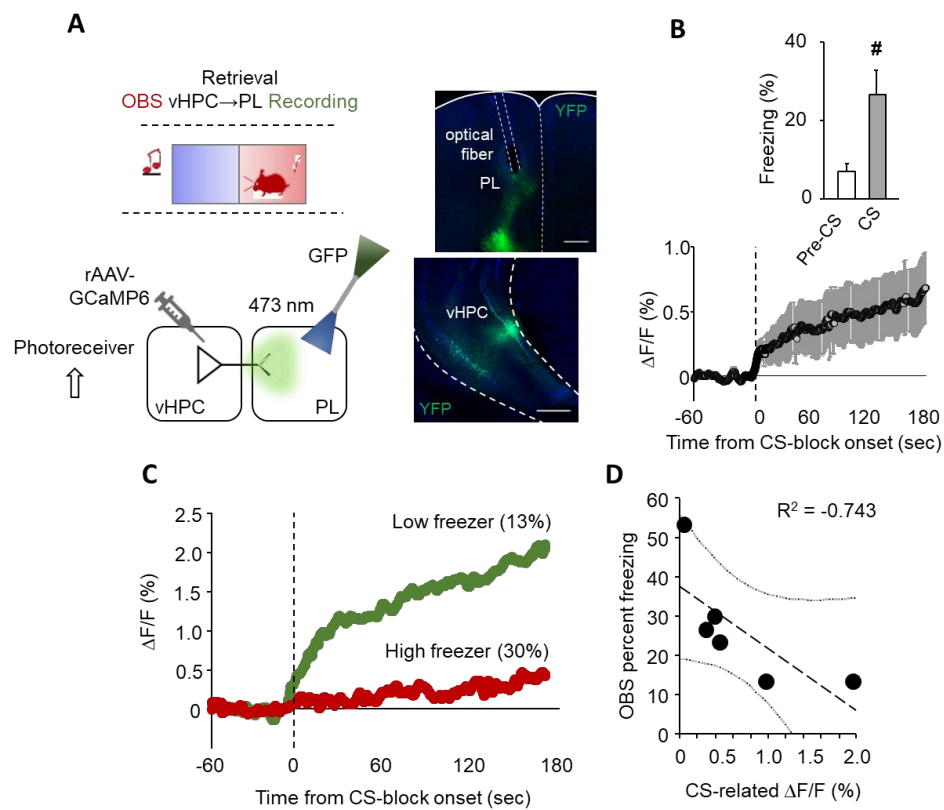 A
Retrieval
OBS vHPC→PL Recording
rAAV-
GCaMP6
GFP
473 nm
Photoreceiver
⇧
vHPC
PL
YFP
optical
fiber
PL
vHPC
YFP
B
#
Freezing (%)
40
20
0
Pre-CS
CS
ΔF/F (%)
1.0
0.5
0
-60
0
60
120
180
Time from CS-block onset (sec)
C
ΔF/F (%)
2.5
2.0
1.5
1.0
0.5
0
Low freezer (13%)
High freezer (30%)
-60
0
60
120
180
Time from CS-block onset (sec)
D
R² = -0.743
OBS percent freezing
60
50
40
30
20
10
0
0
0.5
1.0
1.5
2.0
CS-related ΔF/F (%)